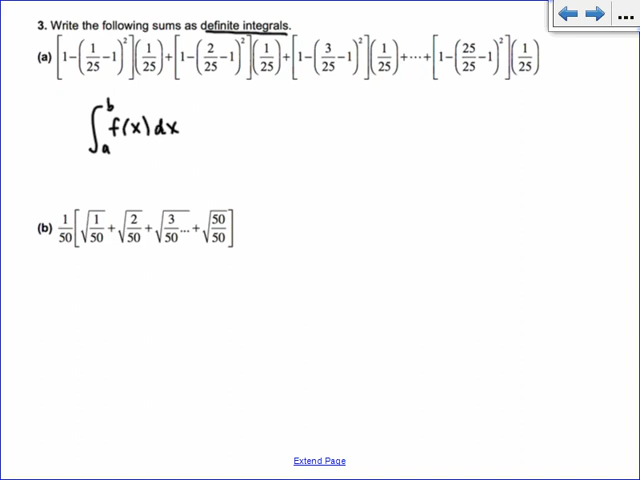 3. Write the following sums as definite integrals.
(a) [1-(1/25-1)²](1/25)+[1-(2/25-1)²](1/25)+[1-(3/25-1)²](1/25)+⋯+[1-(25/25-1)²](1/25)
∫_a^b f(x)dx
(b) 1/50[√(1/50)+√(2/50)+√(3/50...)+√(50/50)]
Extend Page